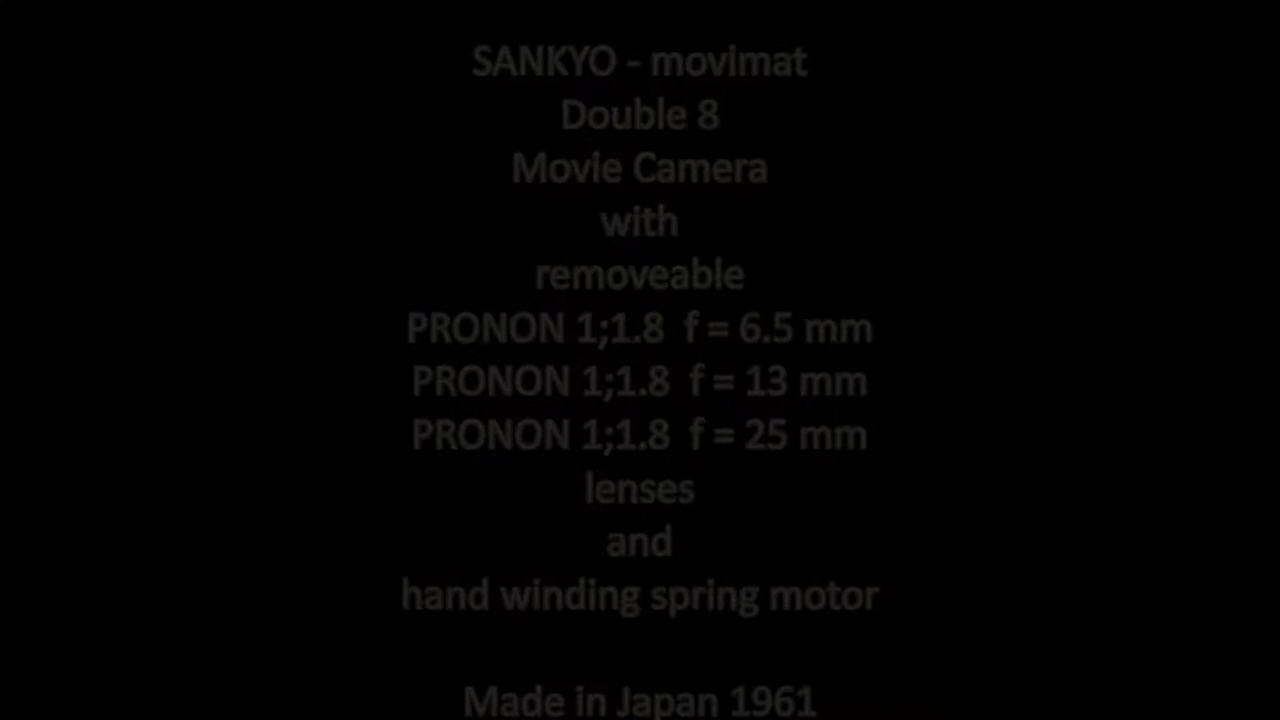 SANKYO - movimat
Double 8
Movie Camera
with
removeable
PRONON 1;1.8 f = 6.5 mm
PRONON 1;1.8 f = 13 mm
PRONON 1;1.8 f = 25 mm
lenses
and
hand winding spring motor
Made in Japan 1961